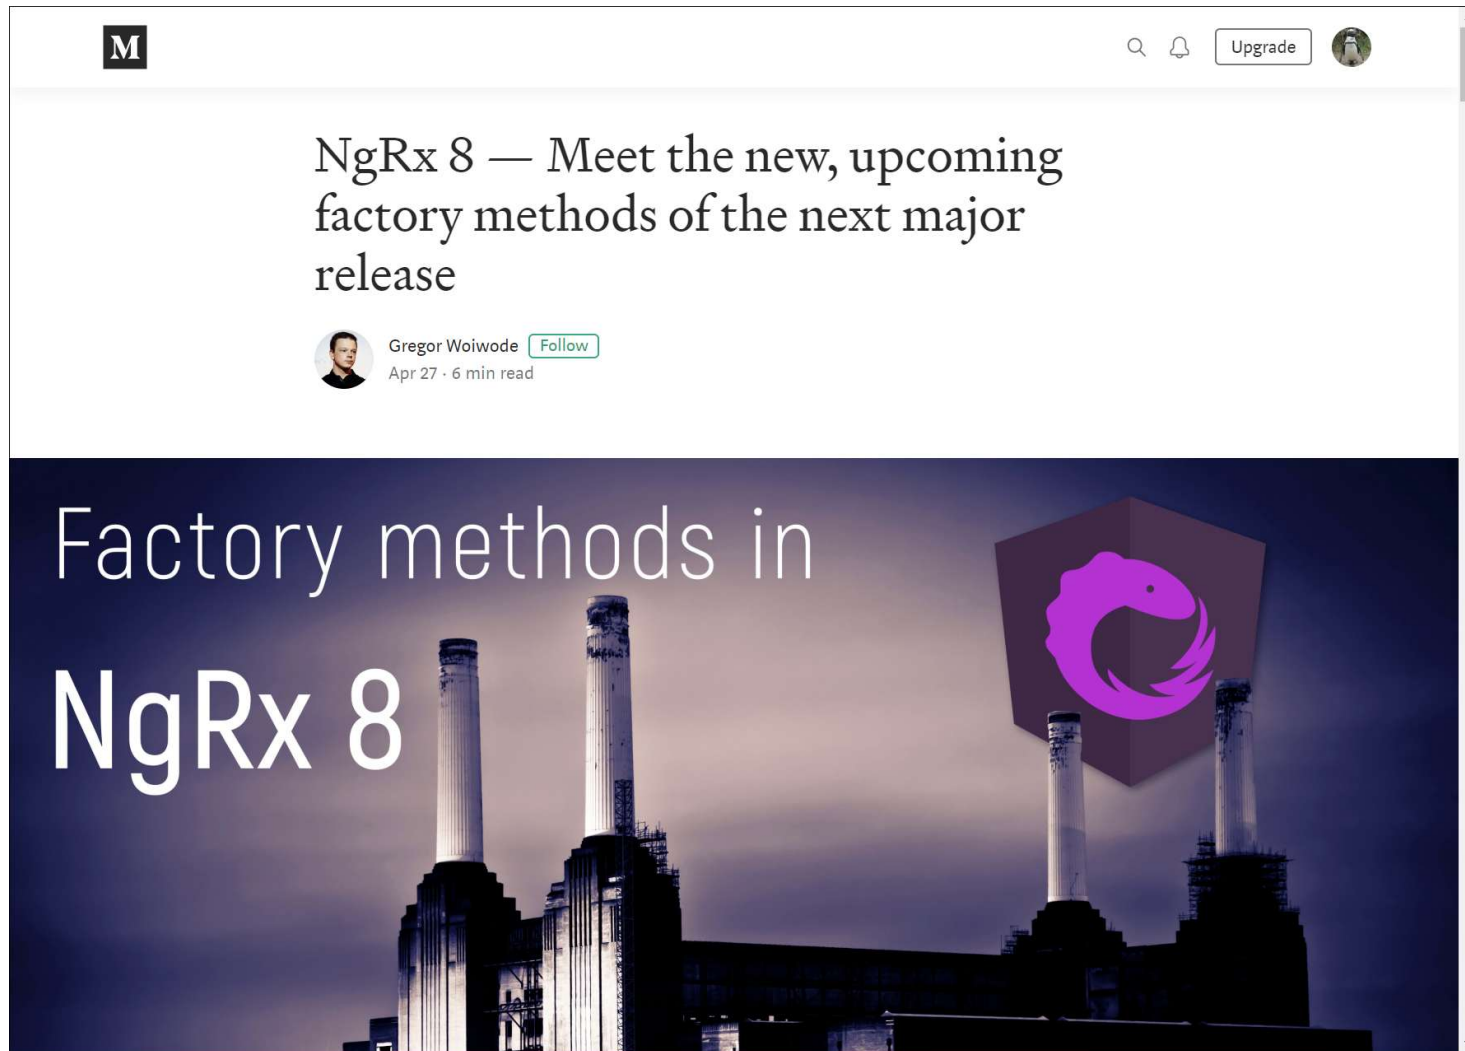 M
Upgrade
NgRx 8 — Meet the new, upcoming
factory methods of the next major
release
Gregor Woiwode Follow
Apr 27 · 6 min read
Factory methods in
NgRx 8